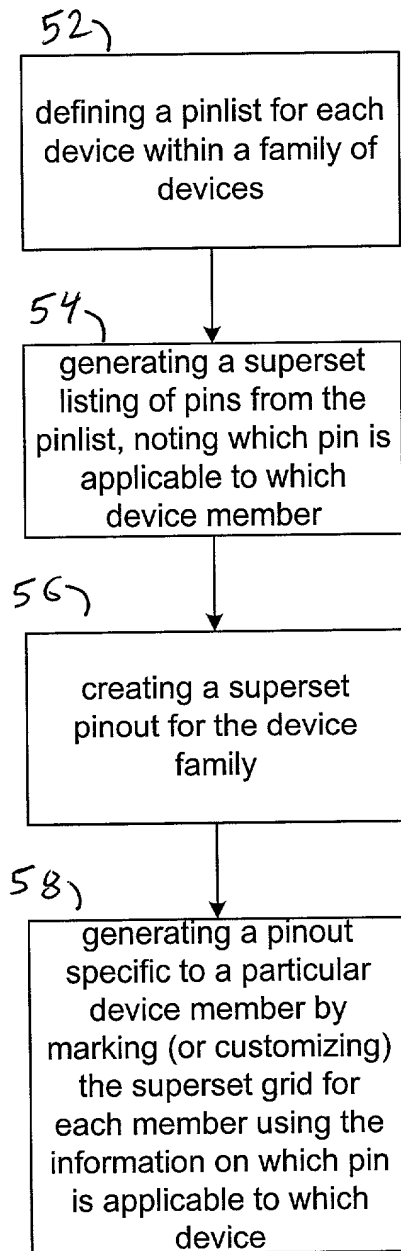 52
defining a pinlist for each
device within a family of
devices
54
generating a superset
listing of pins from the
pinlist, noting which pin is
applicable to which
device member
56
creating a superset
pinout for the device
family
58
generating a pinout
specific to a particular
device member by
marking (or customizing)
the superset grid for
each member using the
information on which pin
is applicable to which
device